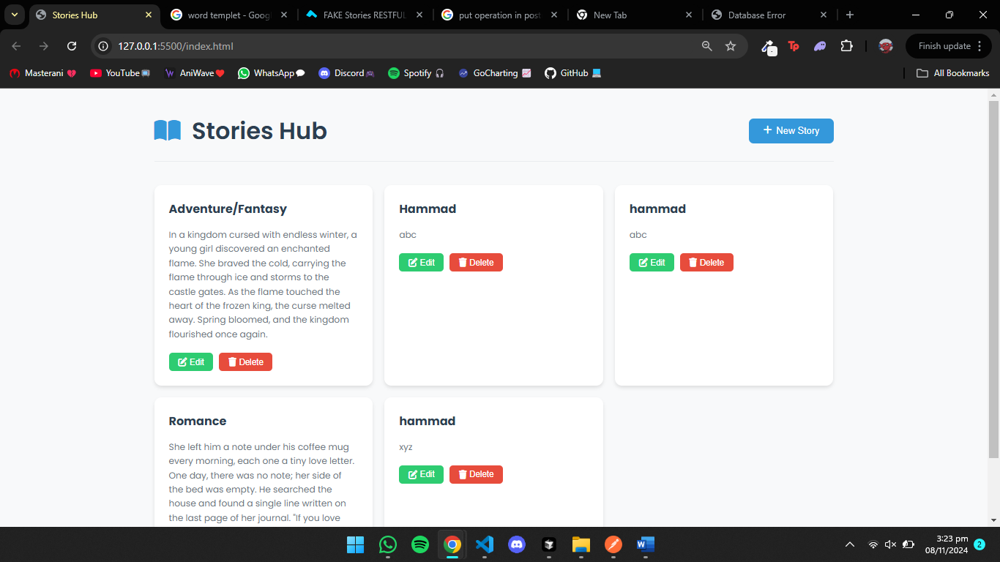 Stories Hub
word templet - Goog
FAKE Stories RESTFUL
put operation in post
New Tab
Database Error
127.0.0.1:5500/index.html
Tp
Finish update
Masterani
YouTube
AniWave
WhatsApp
Discord
Spotify
GoCharting
GitHub
All Bookmarks
Stories Hub
+ New Story
Adventure/Fantasy
In a kingdom cursed with endless winter, a
young girl discovered an enchanted
flame. She braved the cold, carrying the
flame through ice and storms to the
castle gates. As the flame touched the
heart of the frozen king, the curse melted
away. Spring bloomed, and the kingdom
flourished once again.
Edit Delete
Hammad
abc
Edit Delete
hammad
abc
Edit Delete
Romance
She left him a note under his coffee mug
every morning, each one a tiny love letter.
One day, there was no note; her side of
the bed was empty. He searched the
house and found a single line written on
the last page of her journal. "If you love
hammad
xyz
Edit Delete
3:23 pm
08/11/2024
2